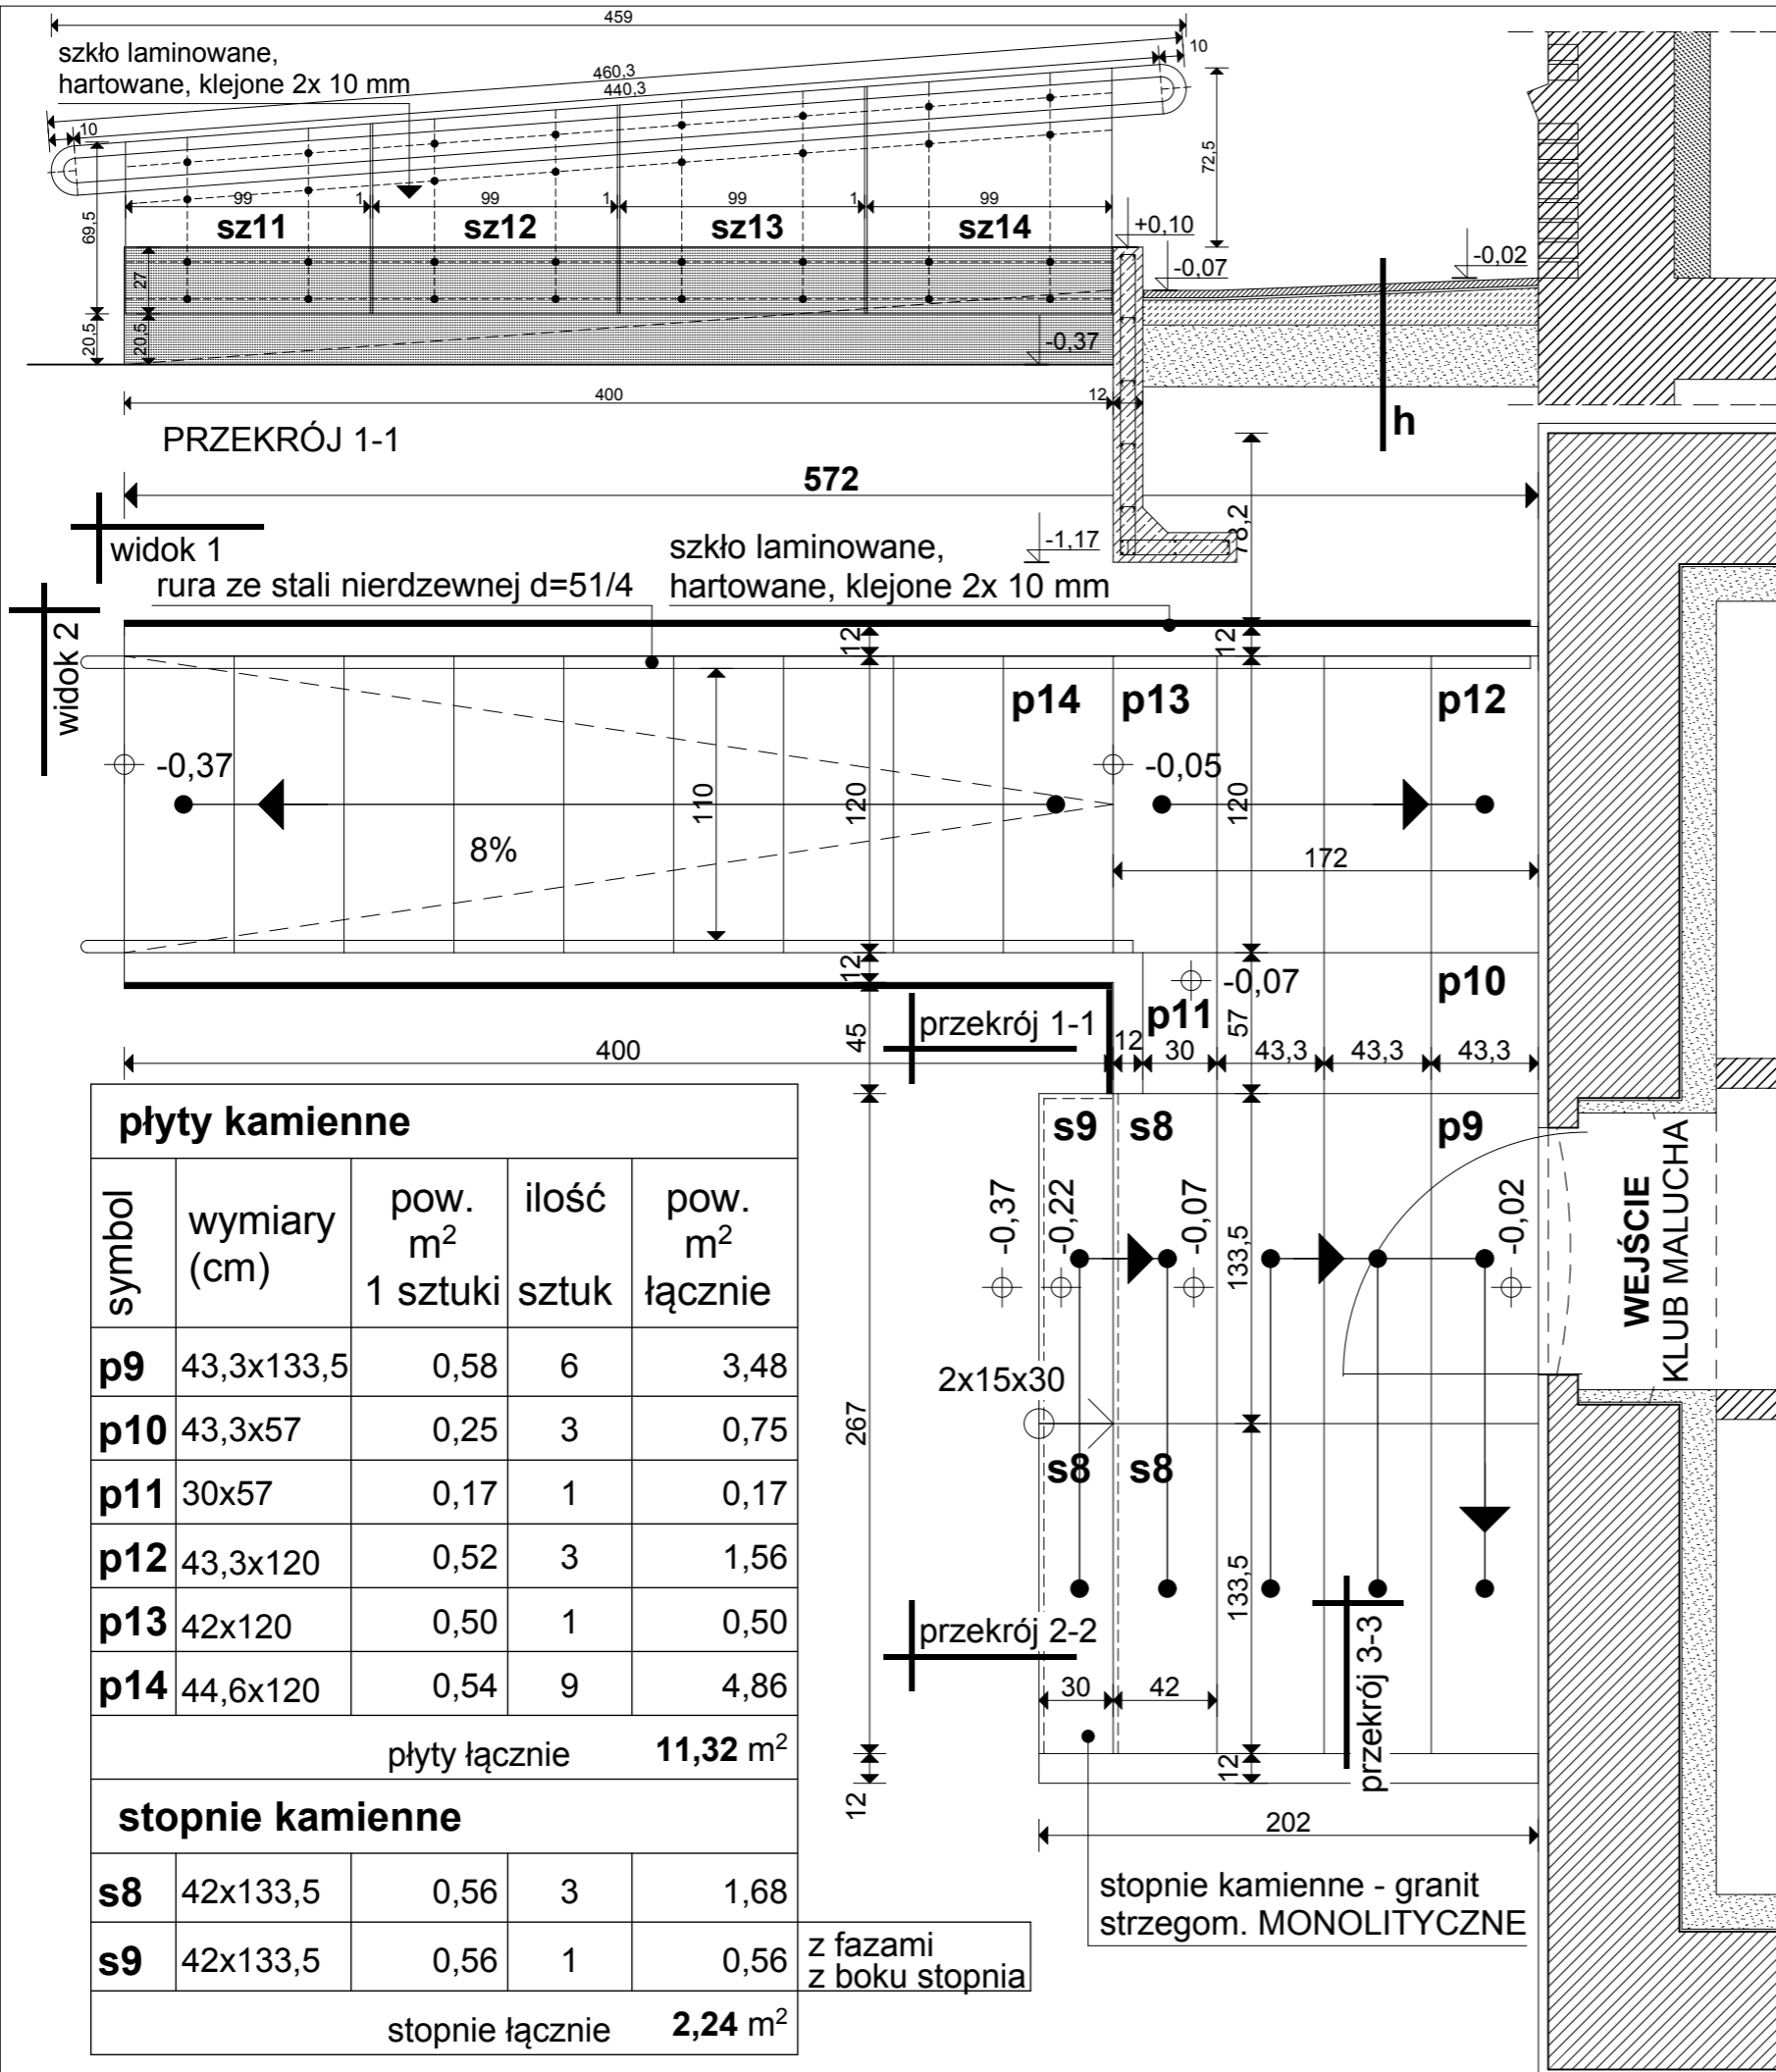 459
szkło laminowane,
hartowane, klejone 2x 10 mm
460,3
440,3
10
10
72,5
69,5
99 1 99 1 99 1 99
sz11 sz12 sz13 sz14
27
20,5
20,5
+0,10
-0,07
-0,02
-0,37
400 12
PRZEKRÓJ 1-1
h
572
78,2
-1,17
widok 1
widok 2
szkło laminowane,
hartowane, klejone 2x 10 mm
rura ze stali nierdzewnej d=51/4
12
12
p14 p13 p12
-0,37
-0,05
110
120
120
8%
172
12
-0,07
p10
p11
57
45
przekrój 1-1
400
12 30 43,3 43,3 43,3
s9 s8 p9
-0,37
-0,22
-0,07
-0,02
133,5
2x15x30
s8 s8
267
133,5
przekrój 2-2
przekrój 3-3
30 42
12
12
202
WEJŚCIE
KLUB MALUCHA
stopnie kamienne - granit
strzegom. MONOLITYCZNE
płyty kamienne
symbol
wymiary
(cm)
pow.
m²
1 sztuki
ilość
sztuk
pow.
m²
łącznie
p9 43,3x133,5 0,58 6 3,48
p10 43,3x57 0,25 3 0,75
p11 30x57 0,17 1 0,17
p12 43,3x120 0,52 3 1,56
p13 42x120 0,50 1 0,50
p14 44,6x120 0,54 9 4,86
płyty łącznie 11,32 m²
stopnie kamienne
s8 42x133,5 0,56 3 1,68
s9 42x133,5 0,56 1 0,56
z fazami
z boku stopnia
stopnie łącznie 2,24 m²